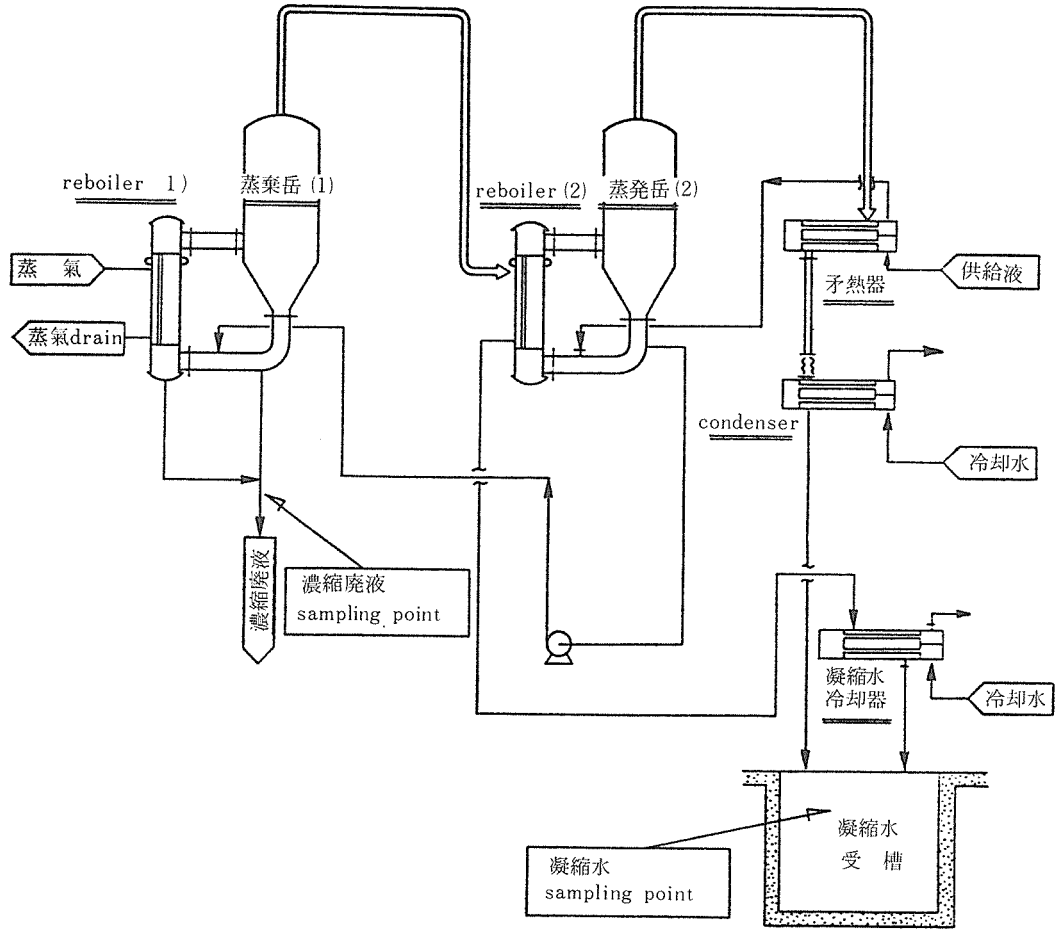 reboiler 1)
蒸棄岳(1)
reboiler(2)
蒸発岳(2)
蒸 氣
蒸氣drain
供給液
矛熱器
condenser
冷却水
濃縮廃液
濃縮廃液
sampling point
凝縮水
冷却器
冷却水
凝縮水
受 槽
凝縮水
sampling point